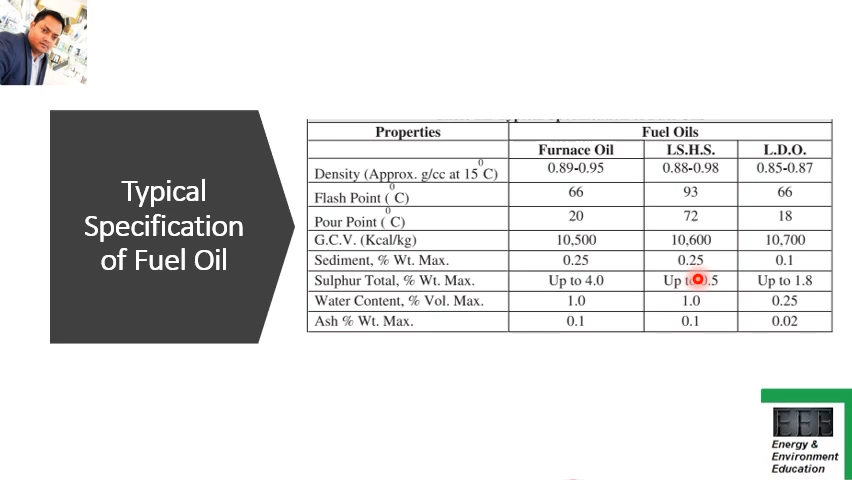 Typical
Specification
of Fuel Oil
Properties Fuel Oils
Furnace Oil L.S.H.S. L.D.O.
Density (Approx. g/cc at 15 0C) 0.89-0.95 0.88-0.98 0.85-0.87
Flash Point (0C) 66 93 66
Pour Point (0C) 20 72 18
G.C.V. (Kcal/kg) 10,500 10,600 10,700
Sediment, % Wt. Max. 0.25 0.25 0.1
Sulphur Total, % Wt. Max. Up to 4.0 Up to 0.5 Up to 1.8
Water Content, % Vol. Max. 1.0 1.0 0.25
Ash % Wt. Max. 0.1 0.1 0.02
EEE
Energy &
Environment
Education